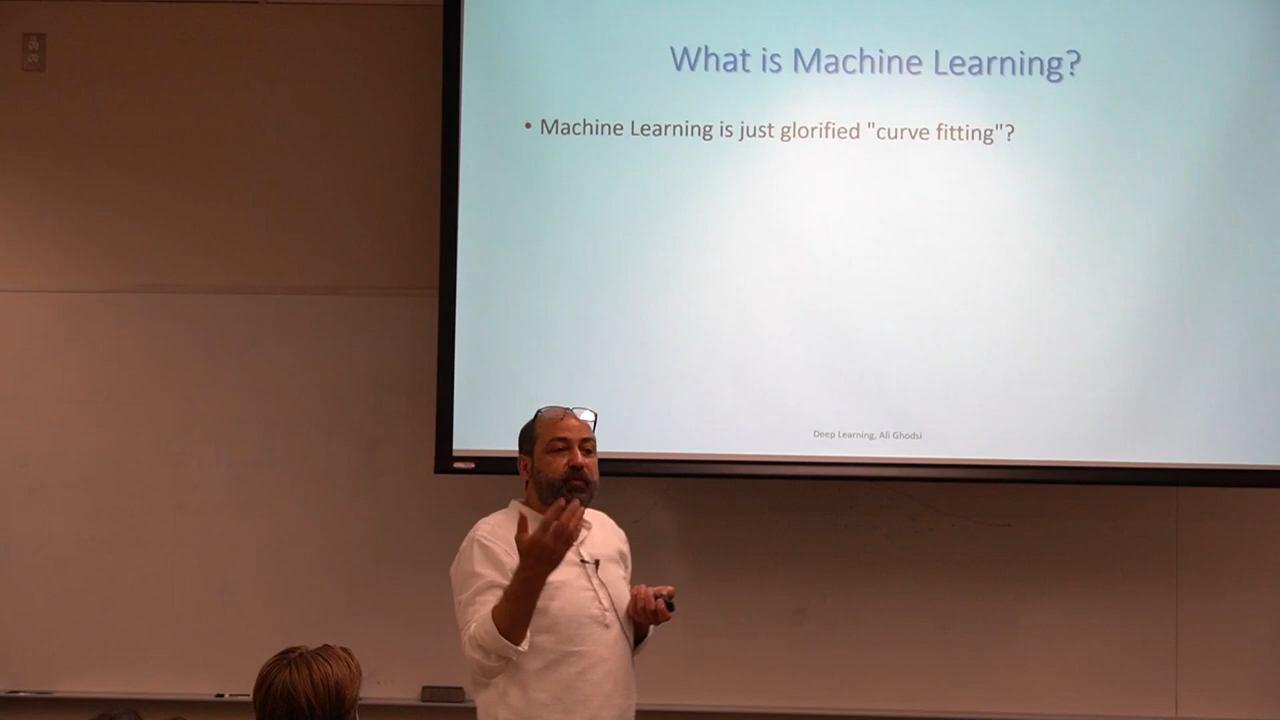 What is Machine Learning?
• Machine Learning is just glorified "curve fitting"?
Deep Learning, Ali Ghodsi